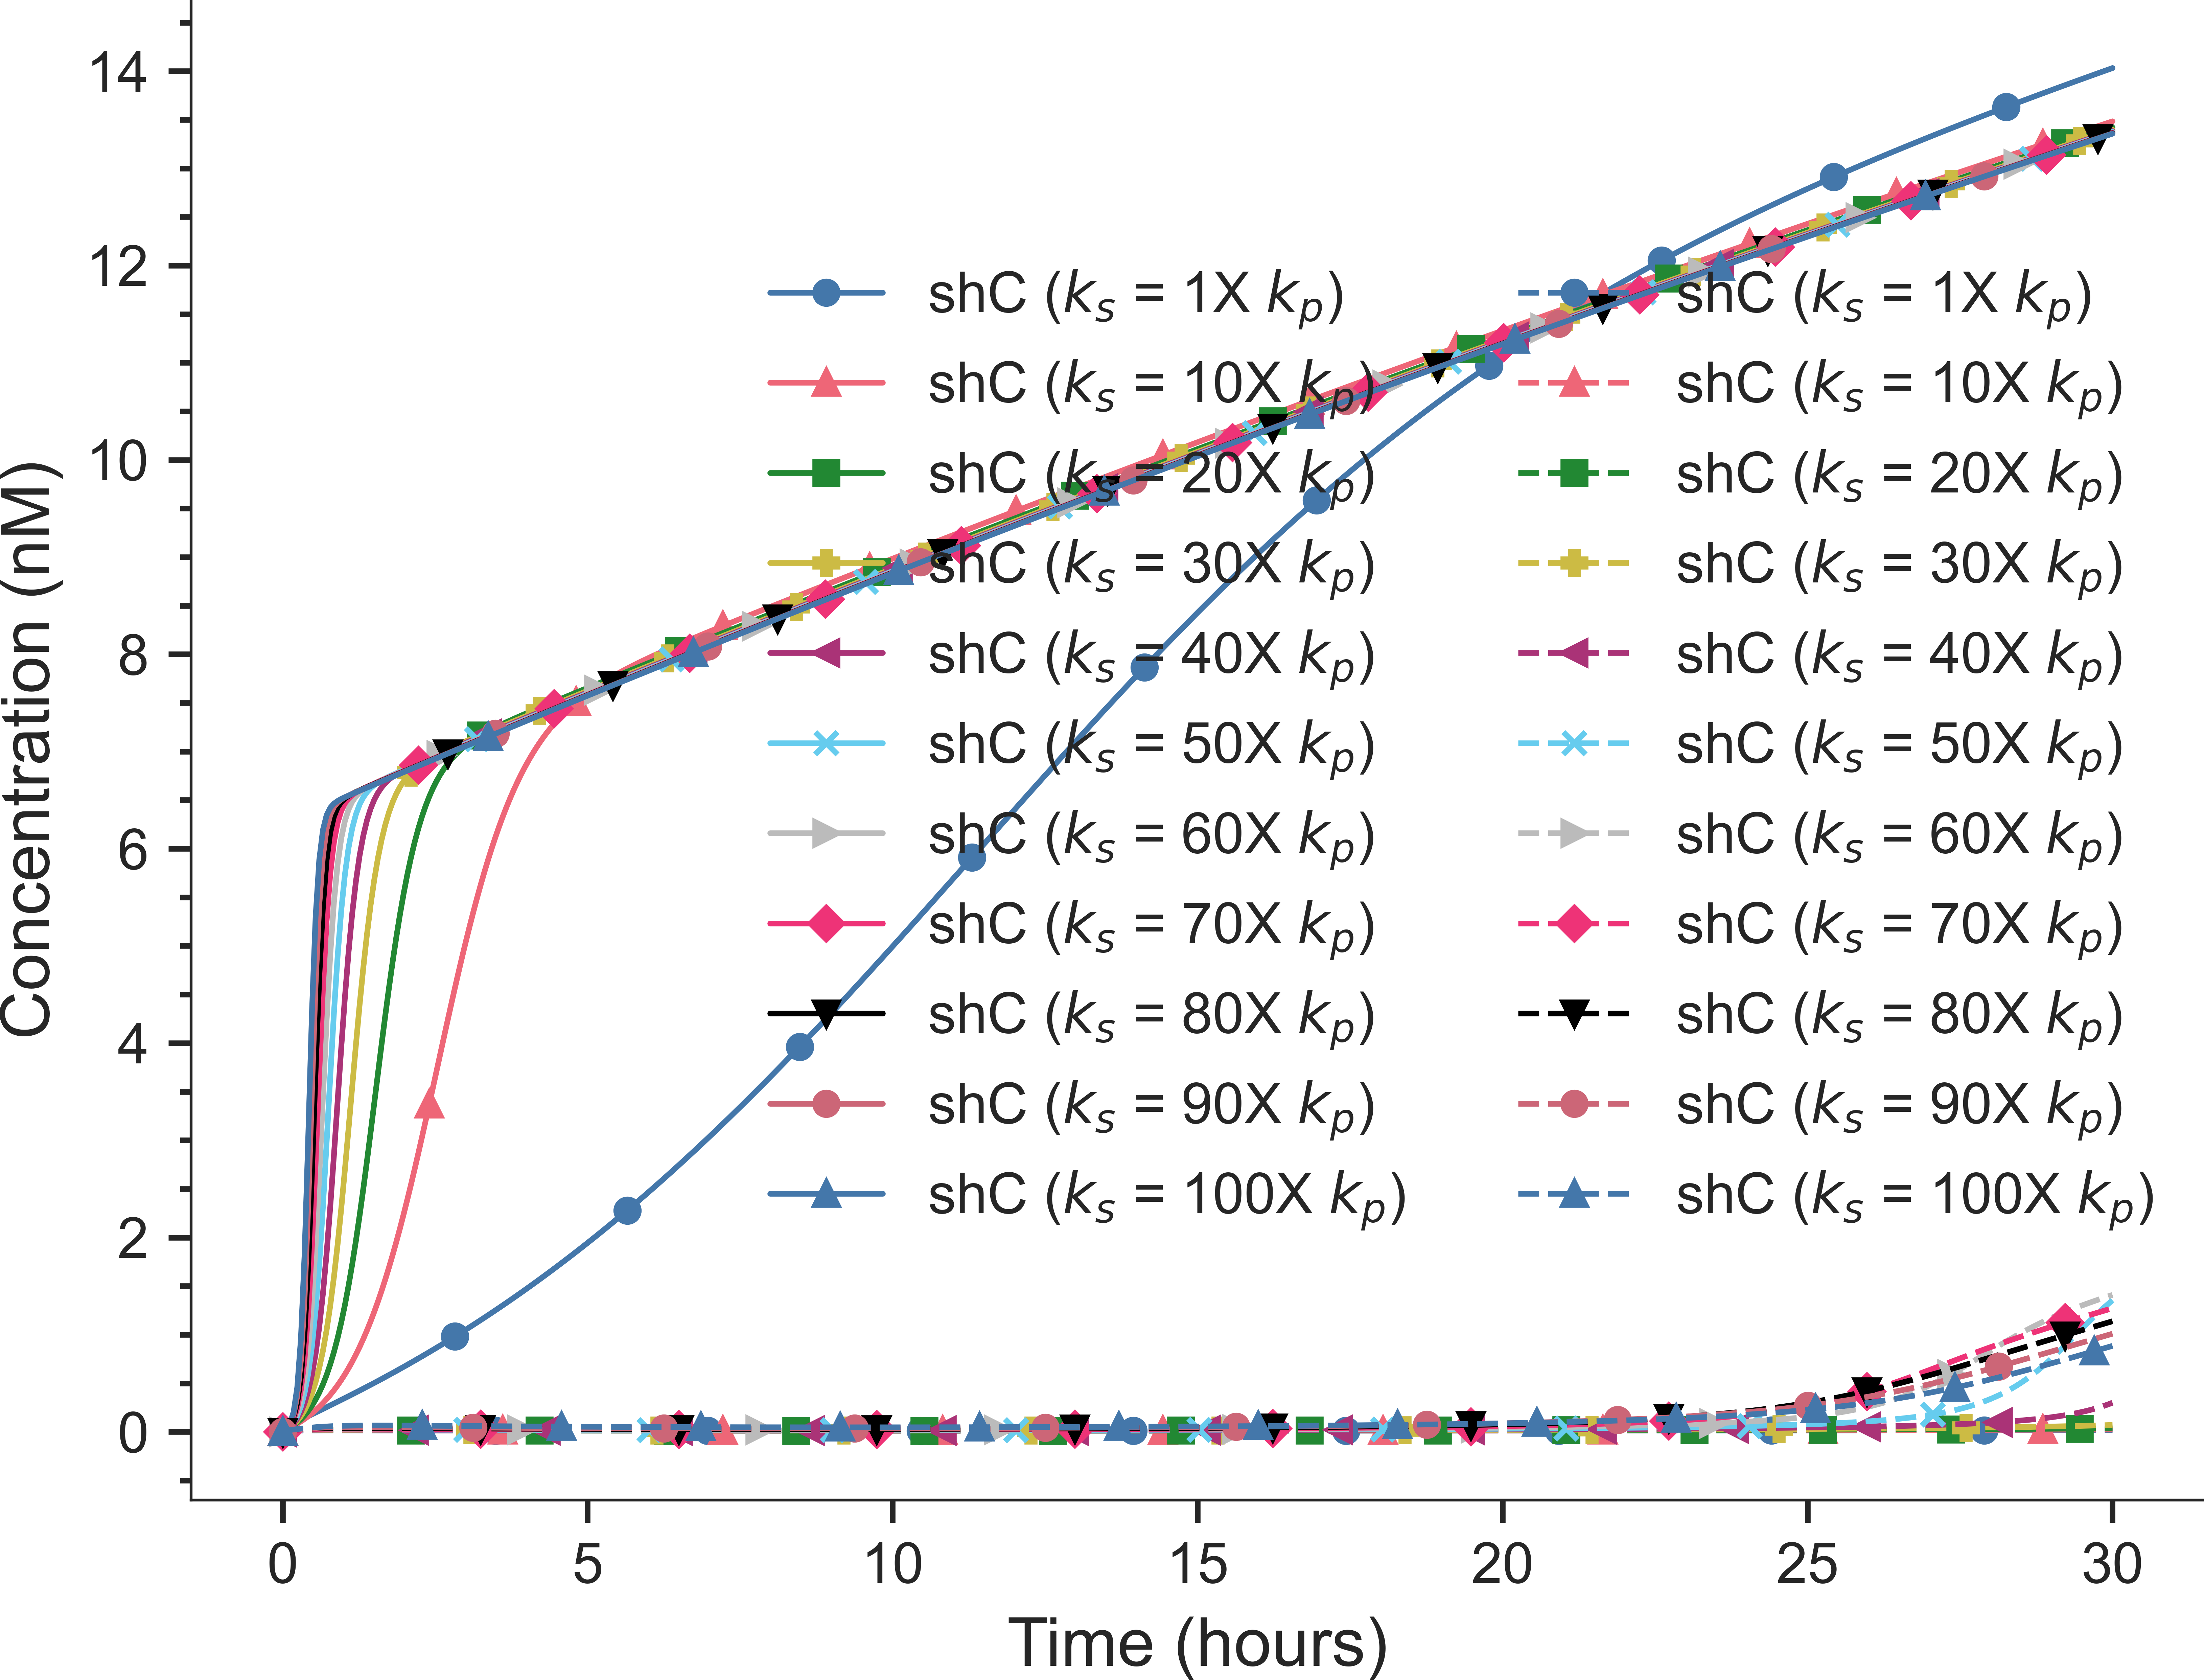 14
12
10
8
6
4
2
0
Concentration (nM)
shC (ks = 1X kp)
shC (ks = 10X kp)
shC (ks = 20X kp)
shC (ks = 30X kp)
shC (ks = 40X kp)
shC (ks = 50X kp)
shC (ks = 60X kp)
shC (ks = 70X kp)
shC (ks = 80X kp)
shC (ks = 90X kp)
shC (ks = 100X kp)
shC (ks = 1X kp)
shC (ks = 10X kp)
shC (ks = 20X kp)
shC (ks = 30X kp)
shC (ks = 40X kp)
shC (ks = 50X kp)
shC (ks = 60X kp)
shC (ks = 70X kp)
shC (ks = 80X kp)
shC (ks = 90X kp)
shC (ks = 100X kp)
0 5 10 15 20 25 30
Time (hours)